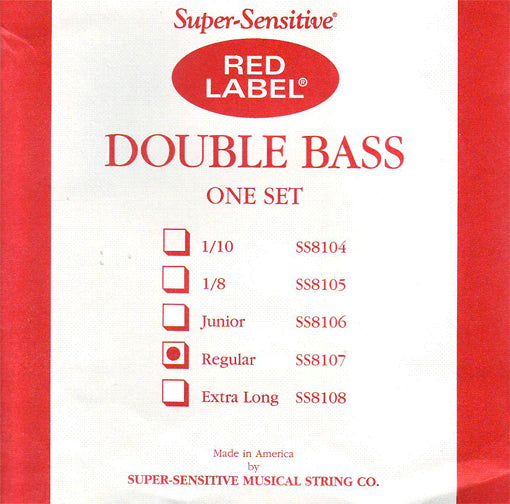 Super-Sensitive®
RED
LABEL®
DOUBLE BASS
ONE SET
1/10 SS8104
1/8 SS8105
Junior SS8106
Regular SS8107
Extra Long SS8108
Made in America
by
SUPER-SENSITIVE MUSICAL STRING CO.